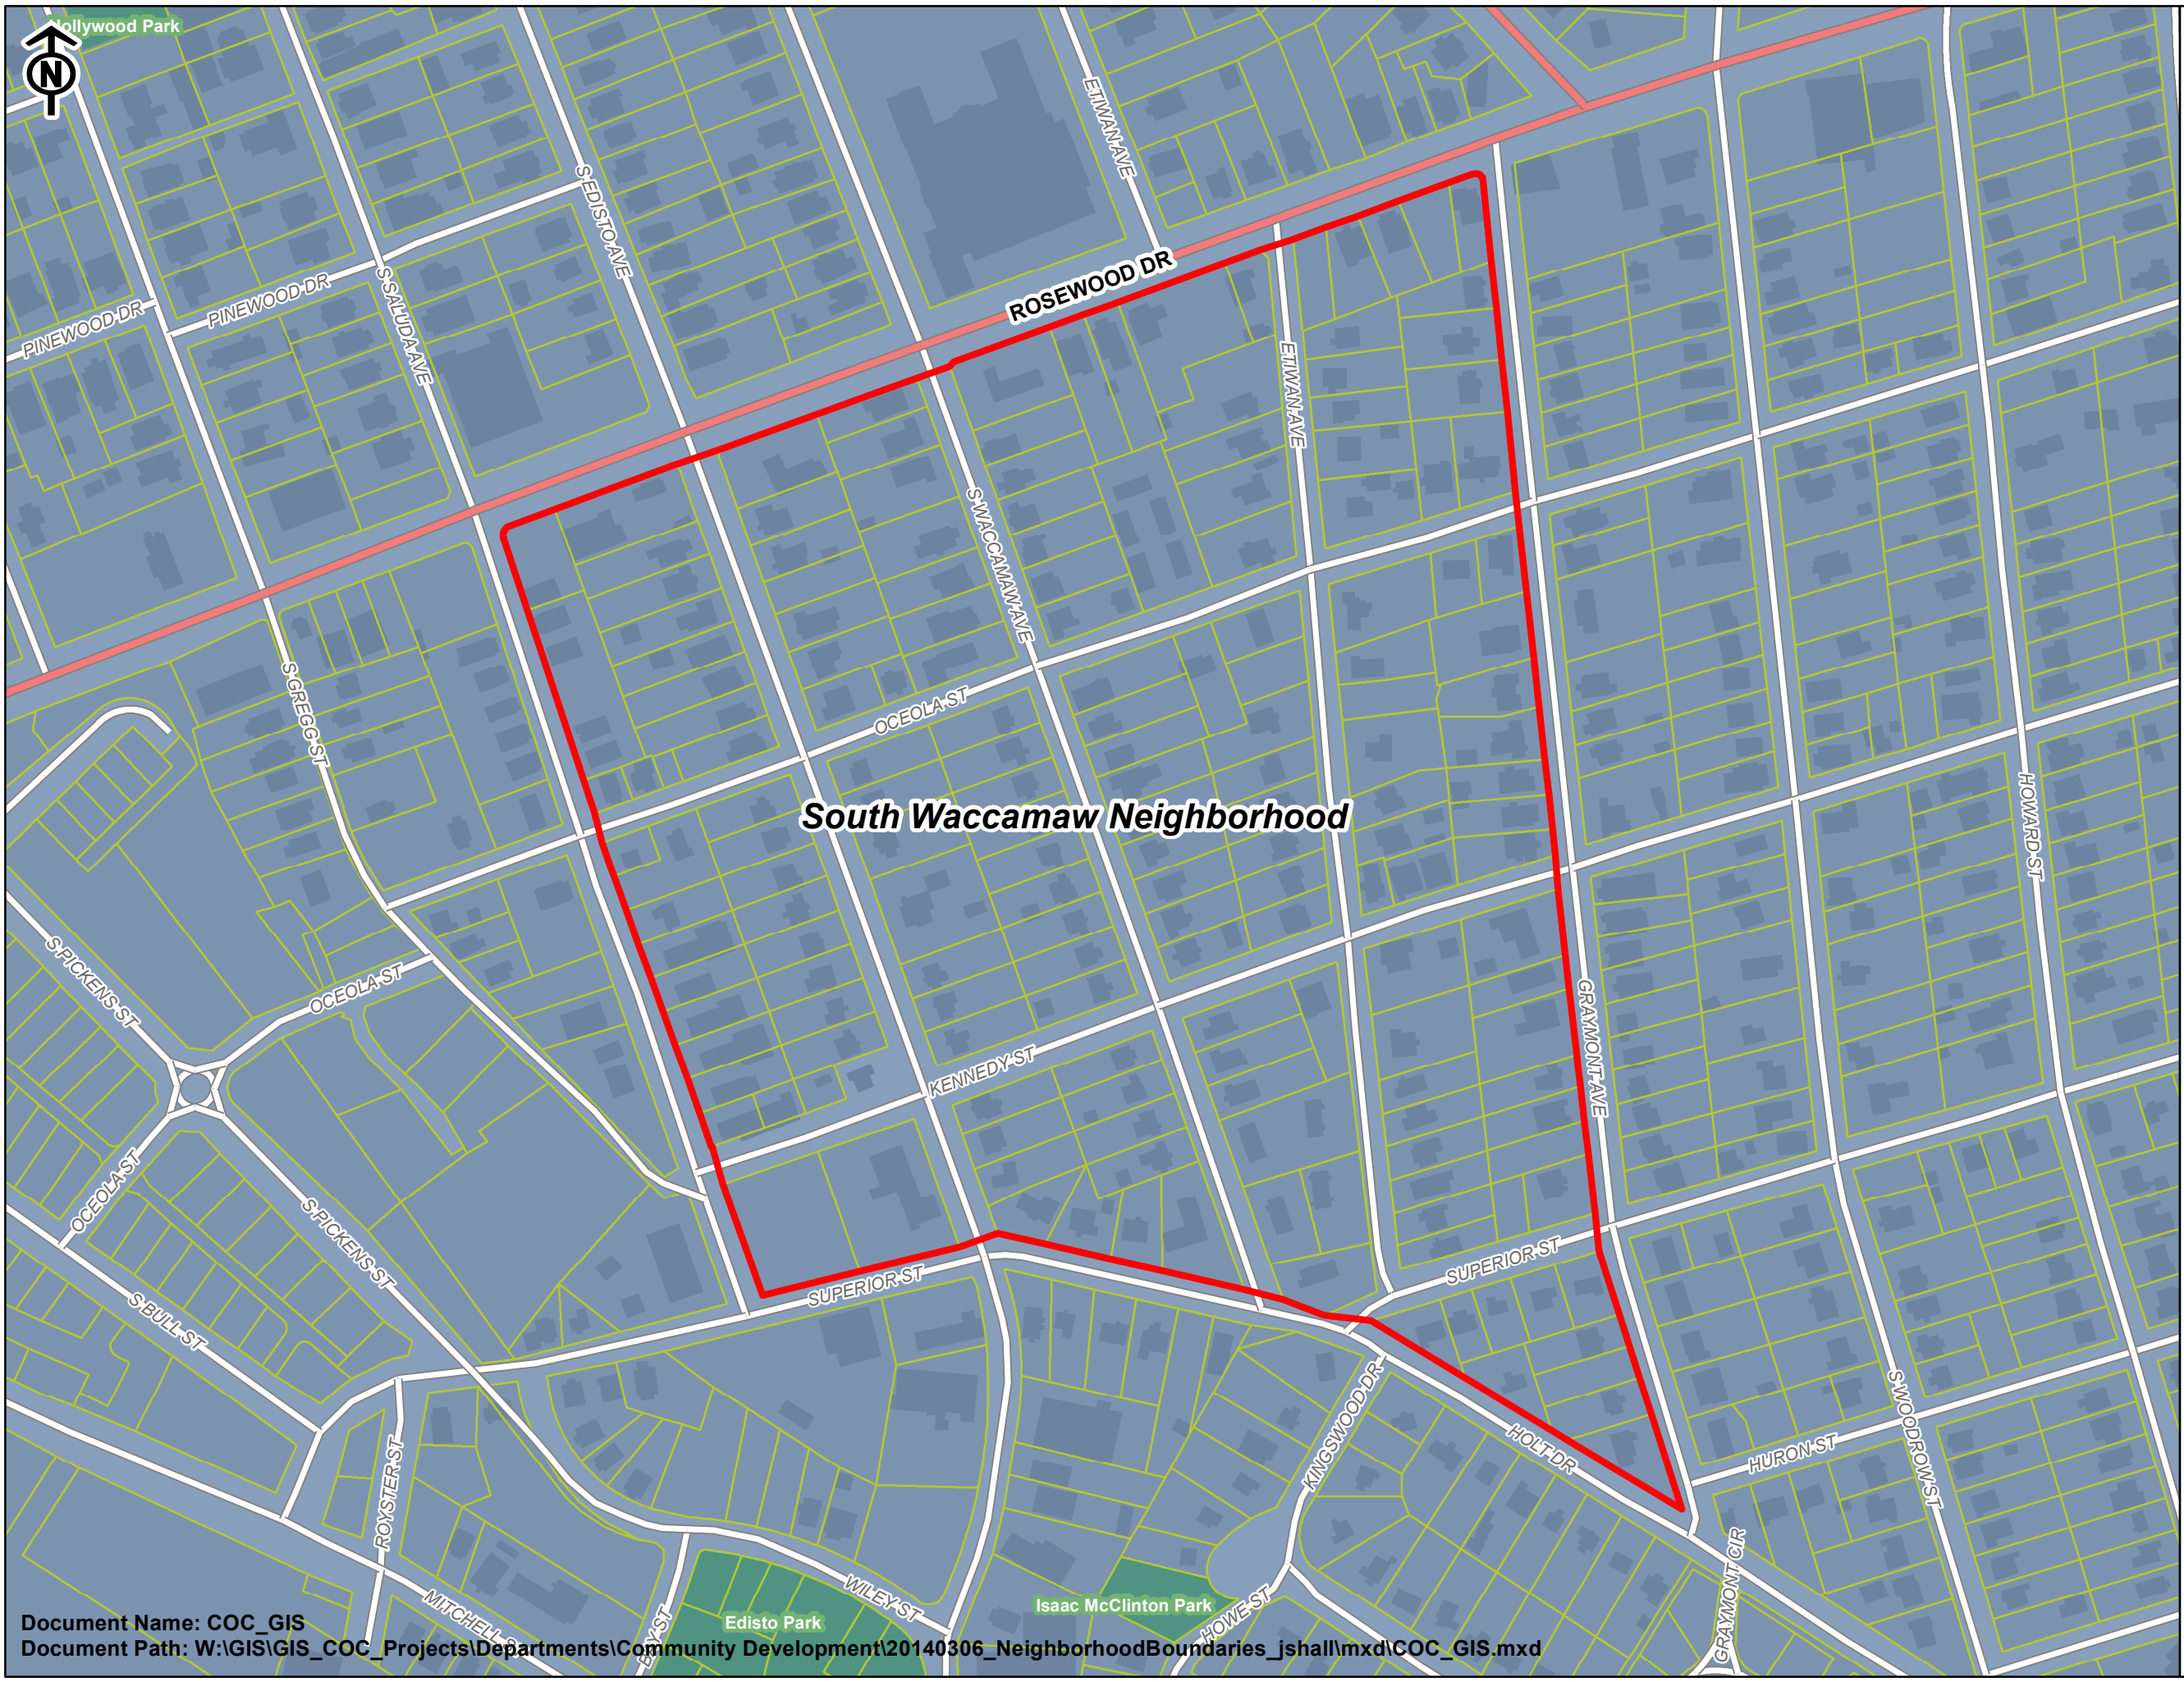 Hollywood Park
N
ETIWAN AVE
S EDISTO AVE
S SALUDA AVE
PINEWOOD DR
PINEWOOD DR
ROSEWOOD DR
ETIWAN AVE
S WACCAMAW AVE
S GREGG ST
OCEOLA ST
South Waccamaw Neighborhood
HOWARD ST
S PICKENS ST
OCEOLA ST
GRAYMONT AVE
KENNEDY ST
OCEOLA ST
S PICKENS ST
SUPERIOR ST
SUPERIOR ST
S BULL ST
KINGSWOOD DR
HOLT DR
S WOODROW ST
HURON ST
ROYSTER ST
GRAYMONT CIR
WILEY ST
Isaac McClinton Park
HOWE ST
Edisto Park
MITCHELL
Document Name: COC_GIS
Document Path: W:\GIS\GIS_COC_Projects\Departments\Community Development\20140306_NeighborhoodBoundaries_jshall\mxd\COC_GIS.mxd